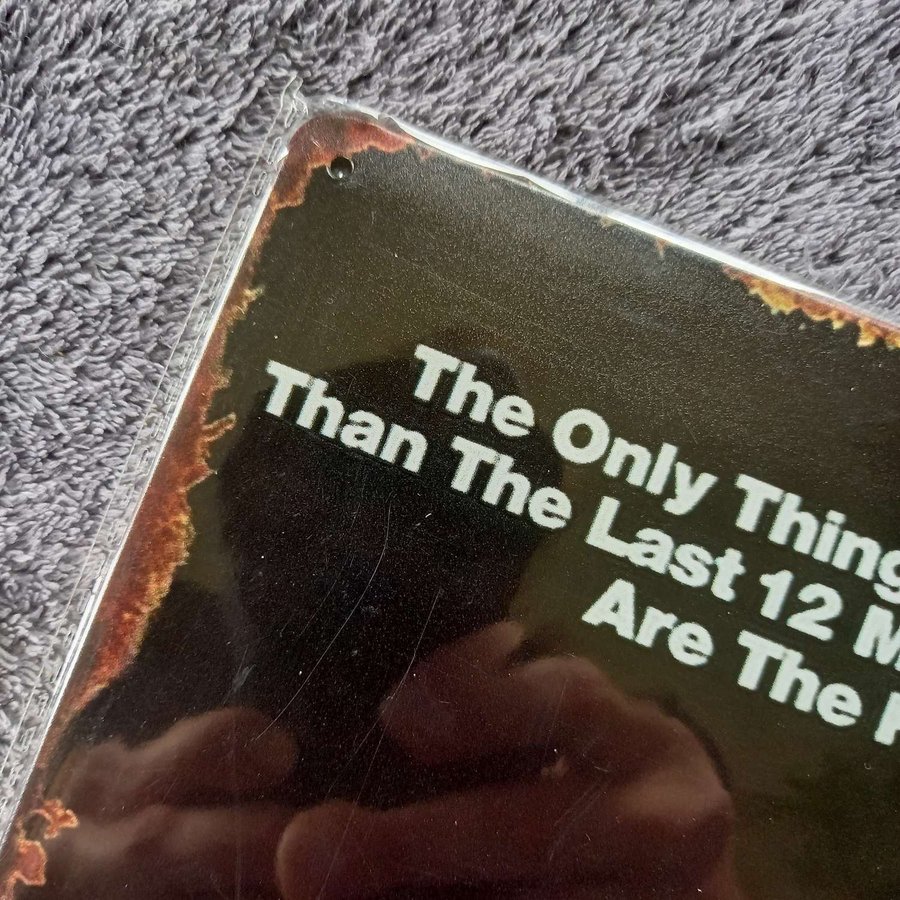 The Only Thing
Than The Last 12 M
Are The